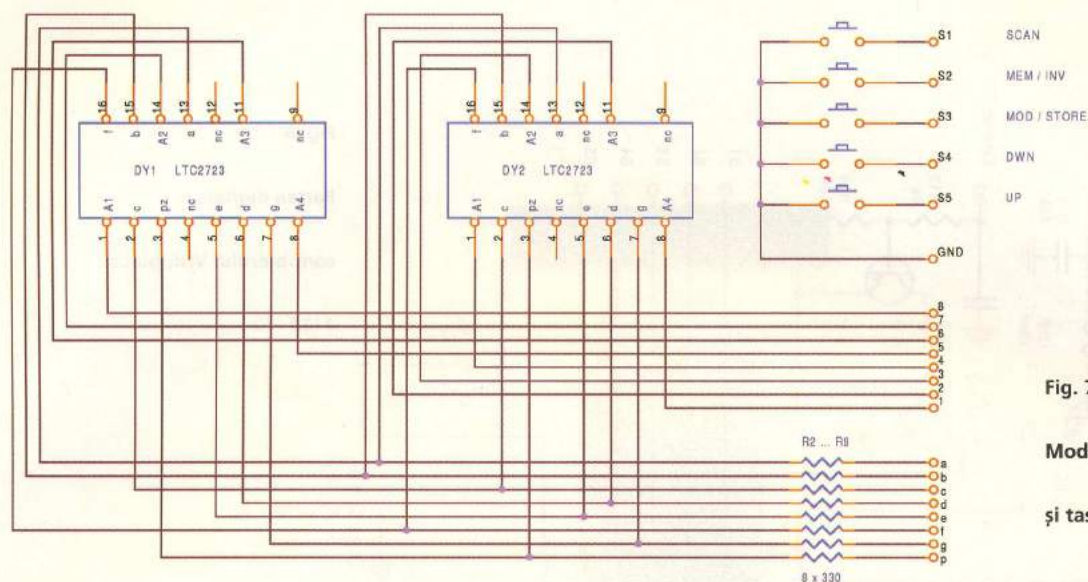 S1 SCAN
S2 MEM / INV
S3 MOD / STORE
S4 DWN
S5 UP
GND
16 15 14 13 12 11 9
f b A2 a nc A3 nc
DY1 LTC2723
A1 c pz nc e d g A4
1 2 3 4 5 6 7 8
16 15 14 13 12 11 9
f b A2 a nc A3 nc
DY2 LTC2723
A1 c pz nc e d g A4
1 2 3 4 5 6 7 8
8
7
6
5
4
3
2
1
R2 ... R9
a
b
c
d
e
f
g
p
8 x 330
Fig. 7
Mod
și tas